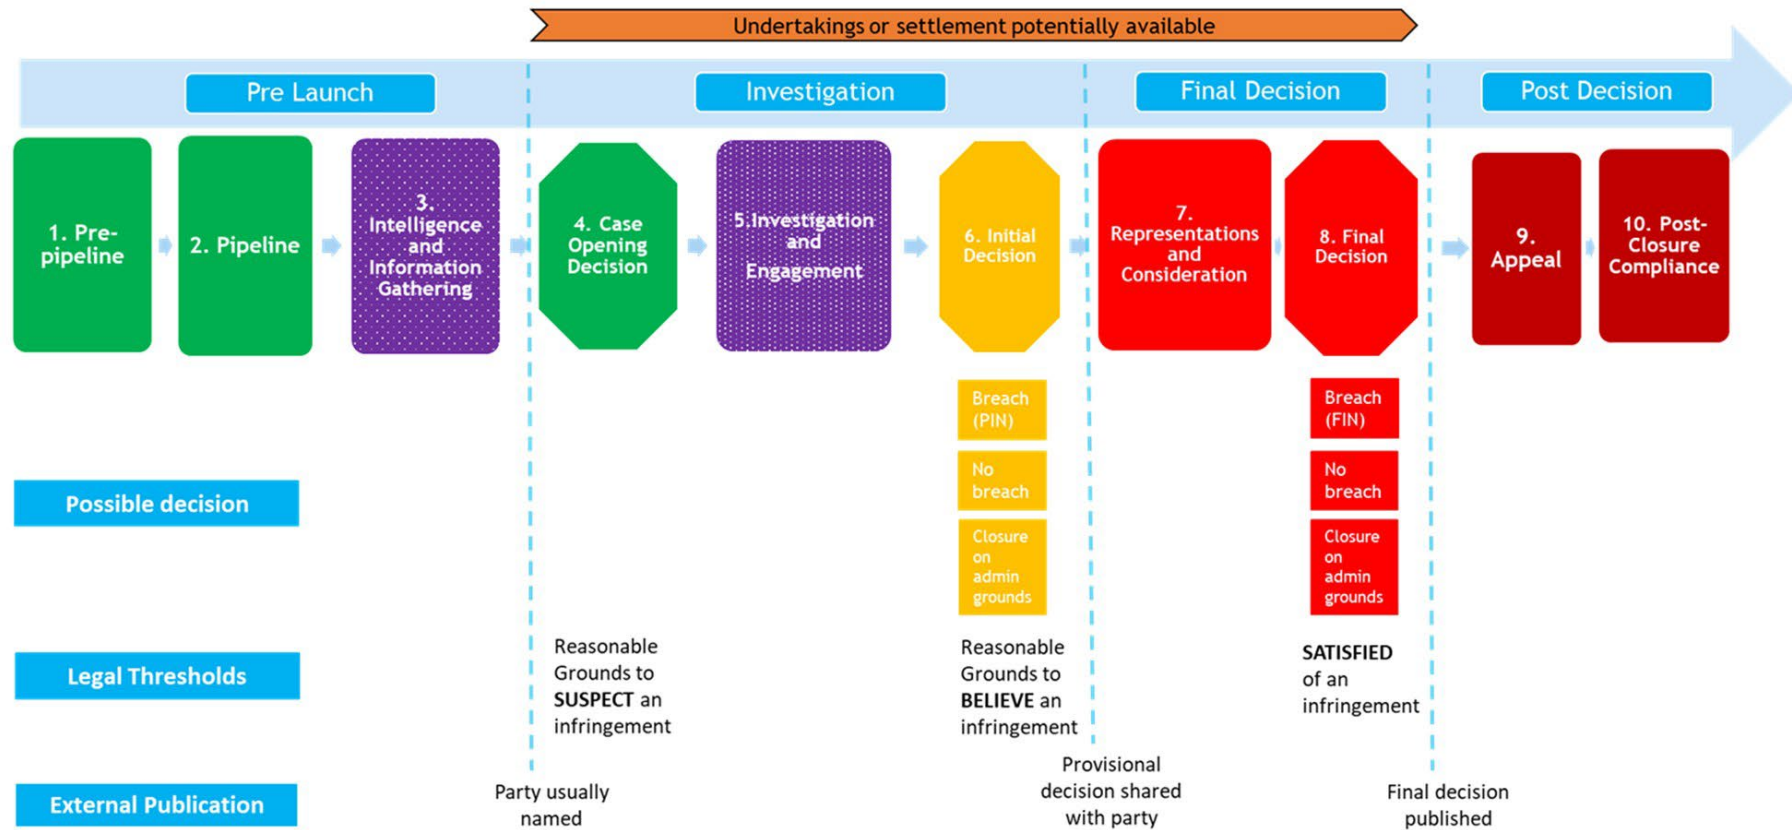 Undertakings or settlement potentially available
Pre Launch
Investigation
Final Decision
Post Decision
1. Pre-
pipeline
2. Pipeline
3.
Intelligence
and
Information
Gathering
4. Case
Opening
Decision
5.Investigation
and
Engagement
6. Initial
Decision
7.
Representations
and
Consideration
8. Final
Decision
9.
Appeal
10. Post-
Closure
Compliance
Possible decision
Breach
(PIN)
No
breach
Closure
on
admin
grounds
Breach
(FIN)
No
breach
Closure
on
admin
grounds
Legal Thresholds
Reasonable
Grounds to
SUSPECT an
infringement
Reasonable
Grounds to
BELIEVE an
infringement
SATISFIED
of an
infringement
External Publication
Party usually
named
Provisional
decision shared
with party
Final decision
published